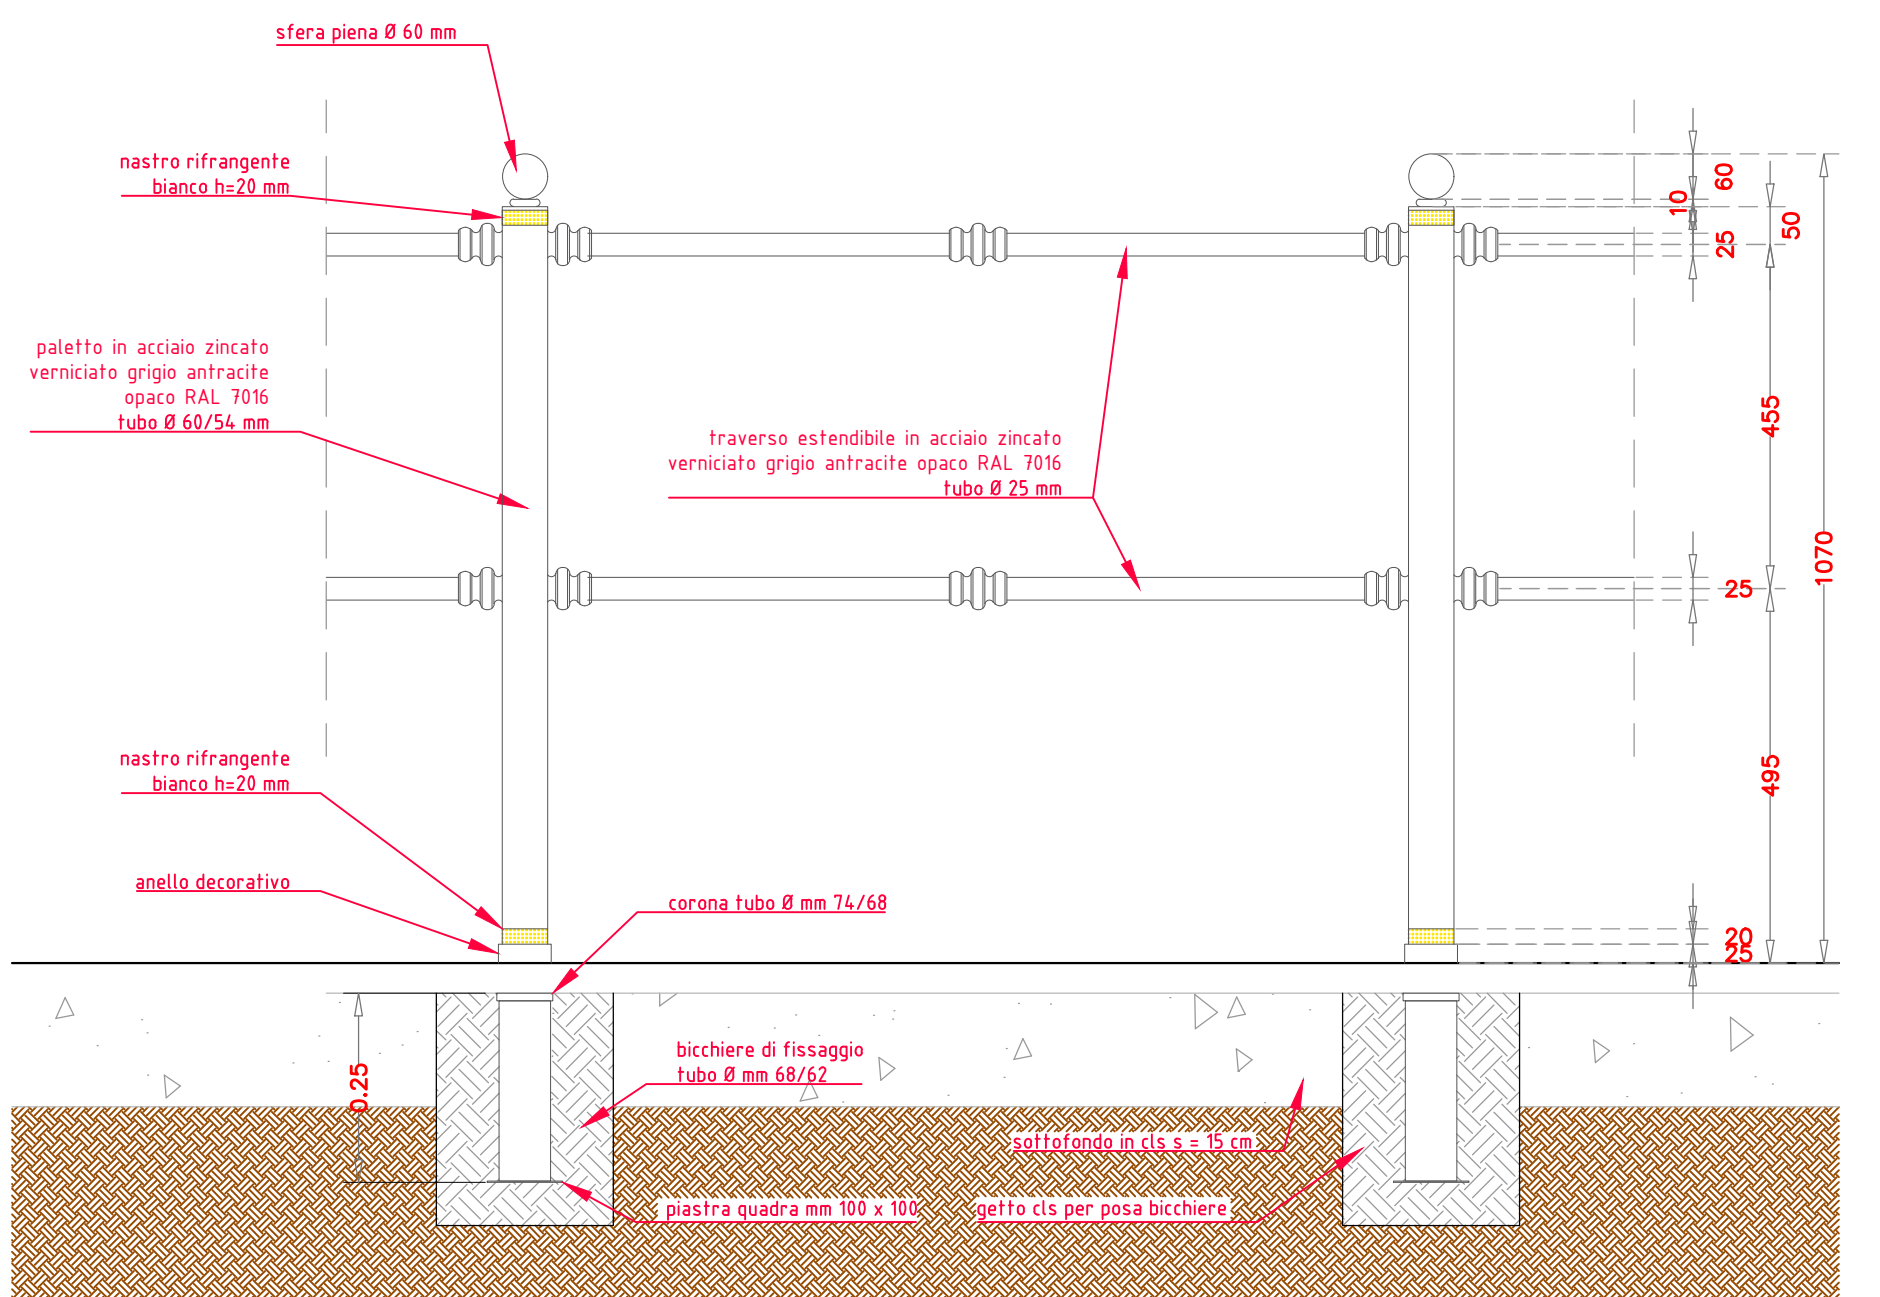 sfera piena Ø 60 mm
nastro rifrangente
bianco h=20 mm
60
10
50
25
paletto in acciaio zincato
verniciato grigio antracite
opaco RAL 7016
tubo Ø 60/54 mm
455
traverso estendibile in acciaio zincato
verniciato grigio antracite opaco RAL 7016
tubo Ø 25 mm
1070
25
nastro rifrangente
bianco h=20 mm
495
anello decorativo
corona tubo Ø mm 74/68
20
25
bicchiere di fissaggio
tubo Ø mm 68/62
0.25
sottofondo in cls s = 15 cm
piastra quadra mm 100 x 100
getto cls per posa bicchiere